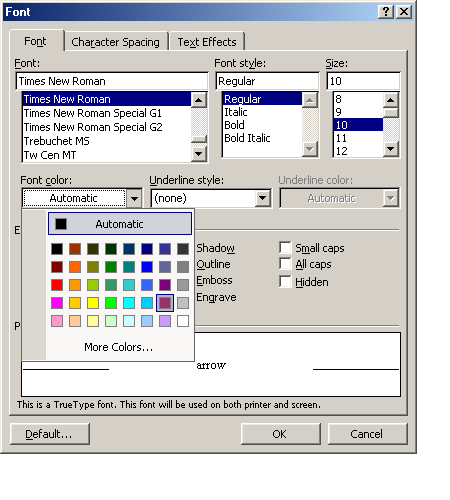 Font
Font Character Spacing Text Effects
Font: Font style: Size:
Times New Roman Regular 10
Times New Roman Regular 8
Times New Roman Special G1 Italic 9
Times New Roman Special G2 Bold 10
Trebuchet MS Bold Italic 11
Tw Cen MT 12
Font color: Underline style: Underline color:
Automatic (none) Automatic
Automatic
E
Shadow Small caps
Outline All caps
Emboss Hidden
Engrave
P
More Colors...
arrow
This is a TrueType font. This font will be used on both printer and screen.
Default... OK Cancel